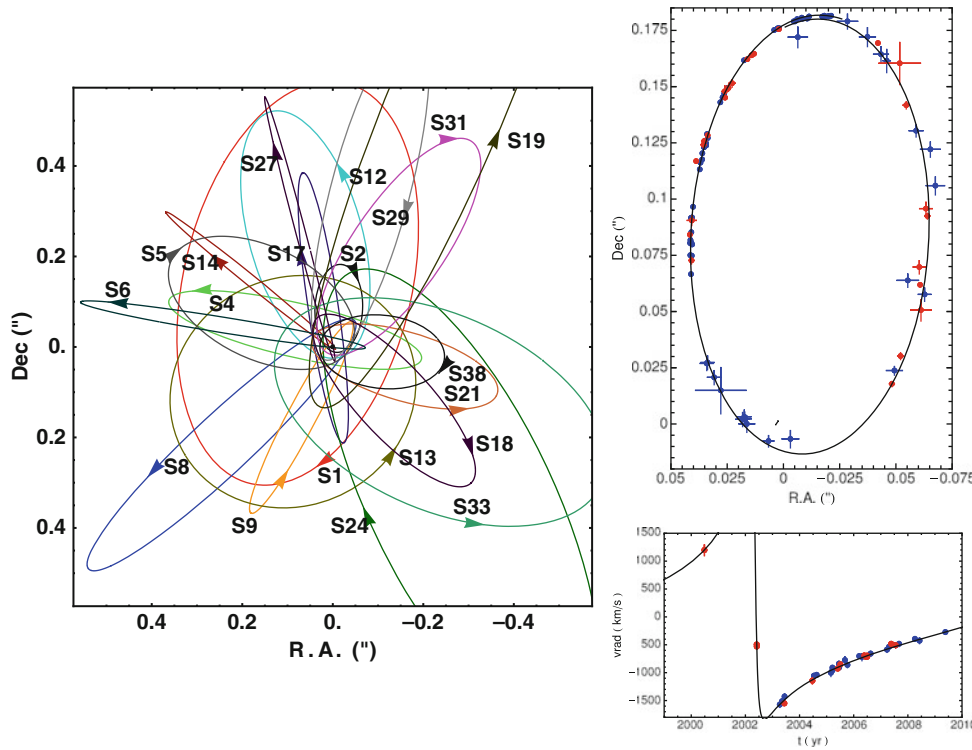 0.4
0.2
0.
0.2
0.4
Dec (")
0.4
0.2
0.
−0.2
−0.4
R.A. (")
S31
S19
S27
S12
S29
S5
S14
S17
S2
S6
S4
S38
S21
S18
S8
S13
S1
S9
S24
S33
0.175
0.15
0.125
0.1
0.075
0.05
0.025
0
Dec (")
0.05
0.025
0
−0.025
−0.05
−0.075
R.A. (")
1500
1000
500
0
500
−1000
−1500
vrad (km/s)
2000
2002
2004
2006
2008
2010
t (yr)